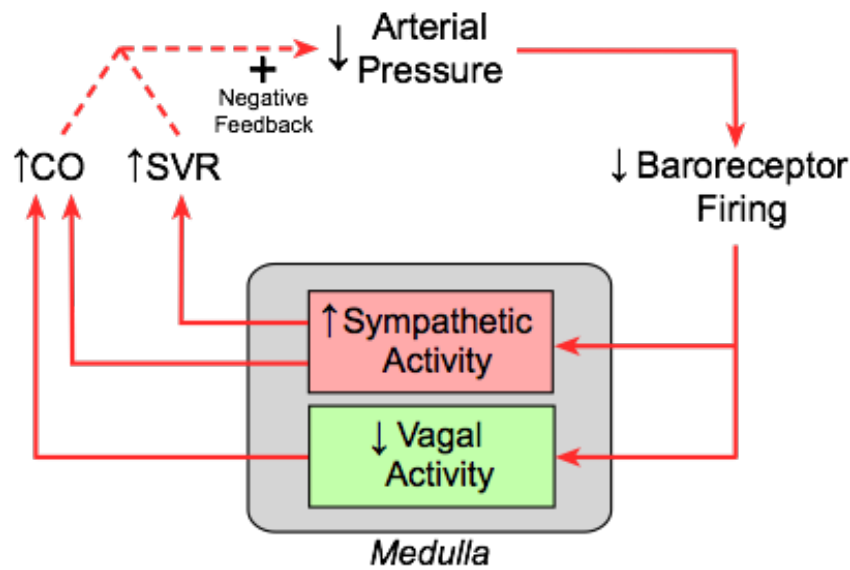 ↓ Arterial
Pressure
+
Negative
Feedback
↑CO
↑SVR
↓ Baroreceptor
Firing
↑Sympathetic
Activity
↓ Vagal
Activity
Medulla